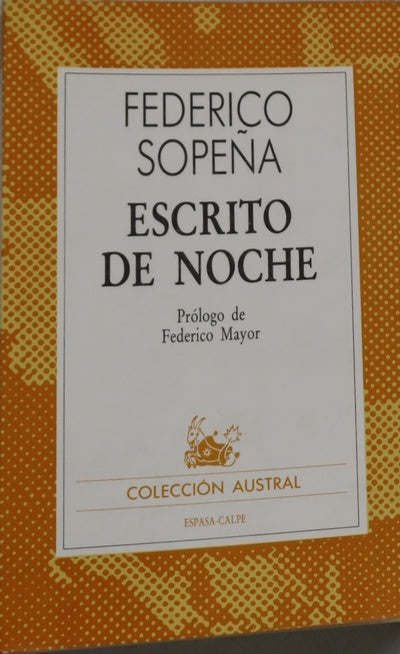 FEDERICO
SOPEÑA
ESCRITO
DE NOCHE
Prólogo de
Federico Mayor
COLECCIÓN AUSTRAL
ESPASA-CALPE